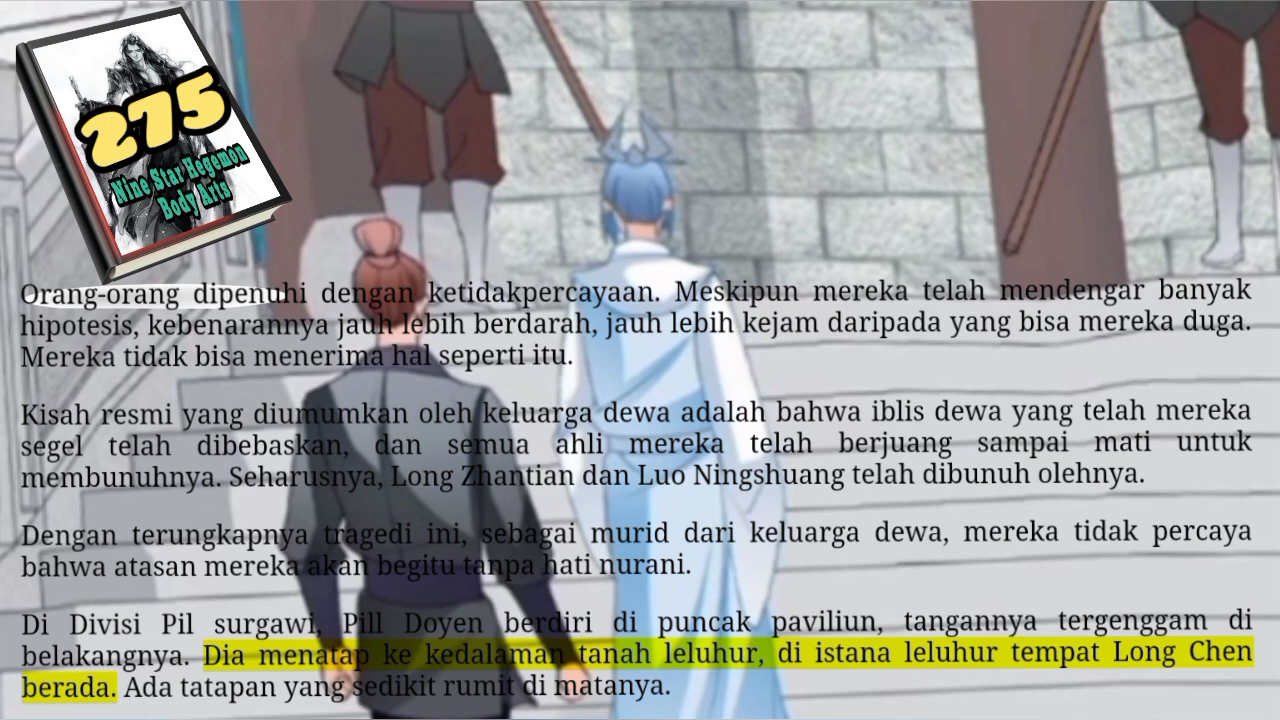 275
Nine Star Hegemon
Body Arts
Orang-orang dipenuhi dengan ketidakpercayaan. Meskipun mereka telah mendengar banyak
hipotesis, kebenarannya jauh lebih berdarah, jauh lebih kejam daripada yang bisa mereka duga.
Mereka tidak bisa menerima hal seperti itu.
Kisah resmi yang diumumkan oleh keluarga dewa adalah bahwa iblis dewa yang telah mereka
segel telah dibebaskan, dan semua ahli mereka telah berjuang sampai mati untuk
membunuhnya. Seharusnya, Long Zhantian dan Luo Ningshuang telah dibunuh olehnya.
Dengan terungkapnya tragedi ini, sebagai murid dari keluarga dewa, mereka tidak percaya
bahwa atasan mereka akan begitu tanpa hati nurani.
Di Divisi Pil surgawi, Pill Doyen berdiri di puncak paviliun, tangannya tergenggam di
belakangnya. Dia menatap ke kedalaman tanah leluhur, di istana leluhur tempat Long Chen
berada. Ada tatapan yang sedikit rumit di matanya.